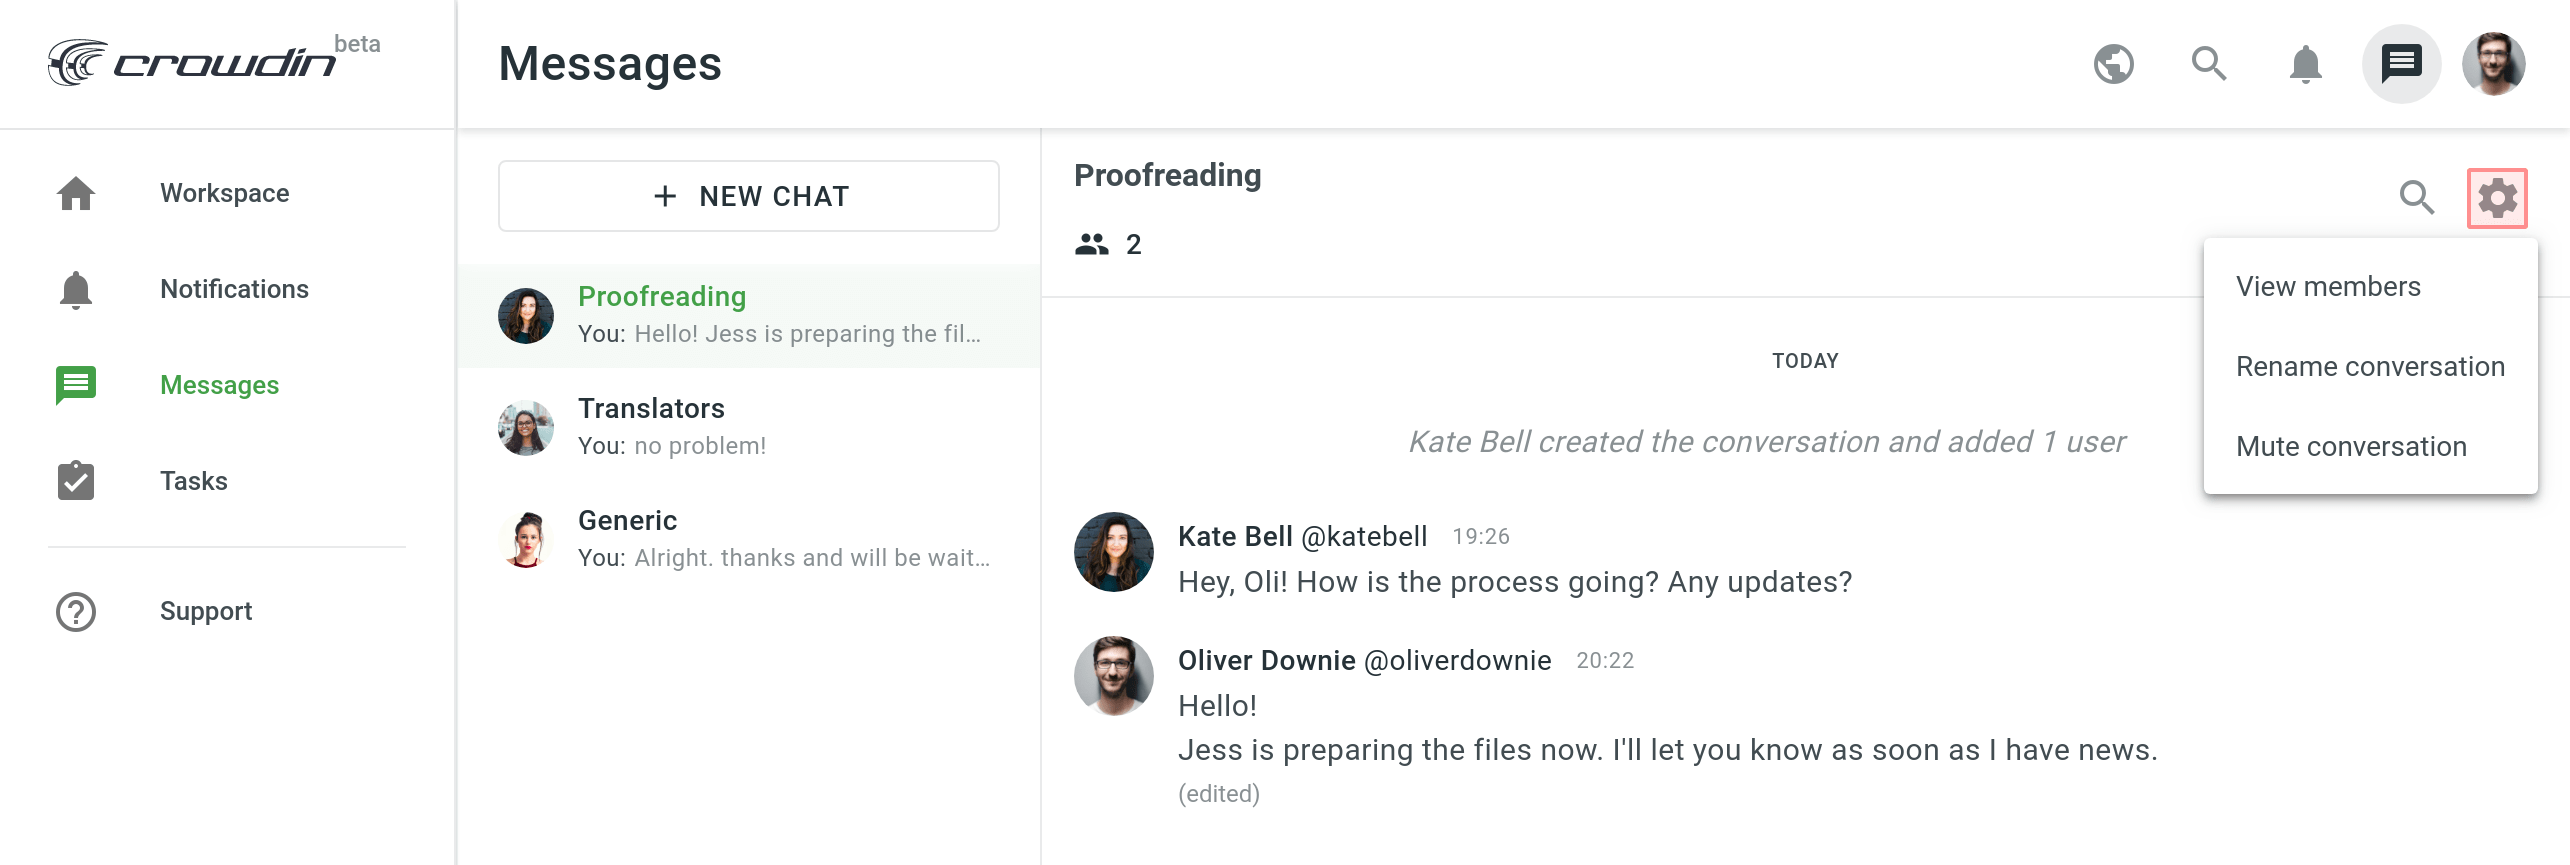 crowdin beta
Workspace
Notifications
Messages
Tasks
Support
Messages
+ NEW CHAT
Proofreading
You: Hello! Jess is preparing the fil...
Translators
You: no problem!
Generic
You: Alright. thanks and will be wait...
Proofreading
2
View members
Rename conversation
Mute conversation
TODAY
Kate Bell created the conversation and added 1 user
Kate Bell @katebell 19:26
Hey, Oli! How is the process going? Any updates?
Oliver Downie @oliverdownie 20:22
Hello!
Jess is preparing the files now. I'll let you know as soon as I have news.
(edited)